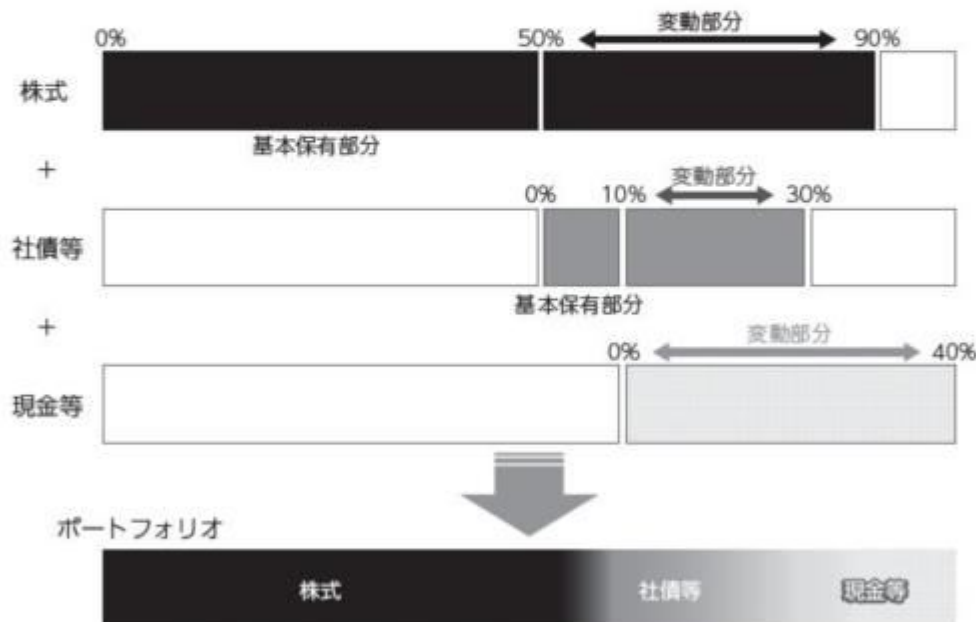 変動部分
0% 50% 90%
株式
基本保有部分
+
変動部分
0% 10% 30%
社債等
基本保有部分
+
変動部分
0% 40%
現金等
ポートフォリオ
株式 社債等 現金等